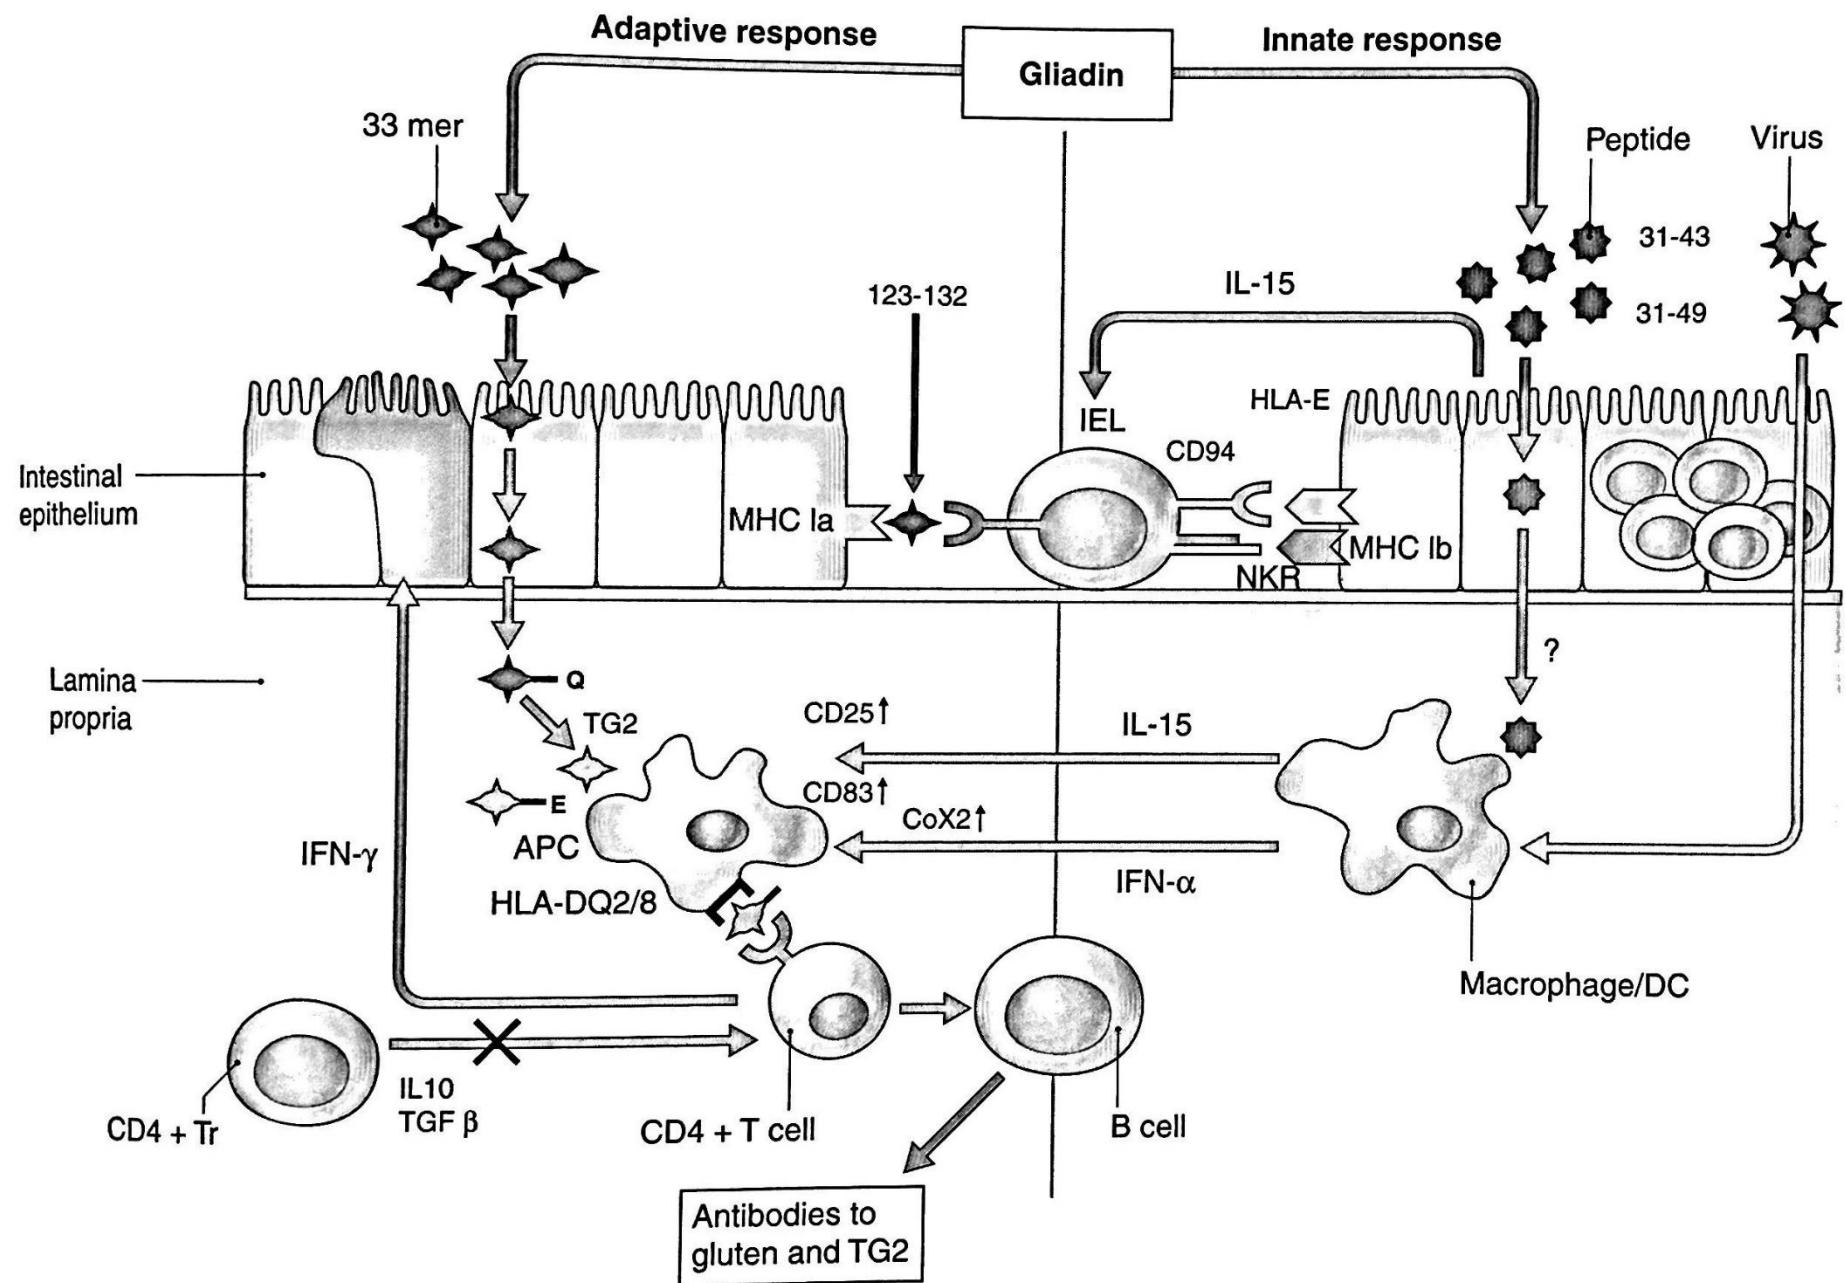 Adaptive response
Gliadin
Innate response
33 mer
Peptide
Virus
31-43
31-49
123-132
IL-15
IEL
HLA-E
CD94
Intestinal
epithelium
MHC Ia
MHC Ib
NKR
Lamina
propria
Q
?
TG2
CD25↑
IL-15
E
CD83↑
CoX2↑
APC
IFN-γ
IFN-α
HLA-DQ2/8
Macrophage/DC
IL10
TGF β
CD4 + Tr
CD4 + T cell
B cell
Antibodies to
gluten and TG2